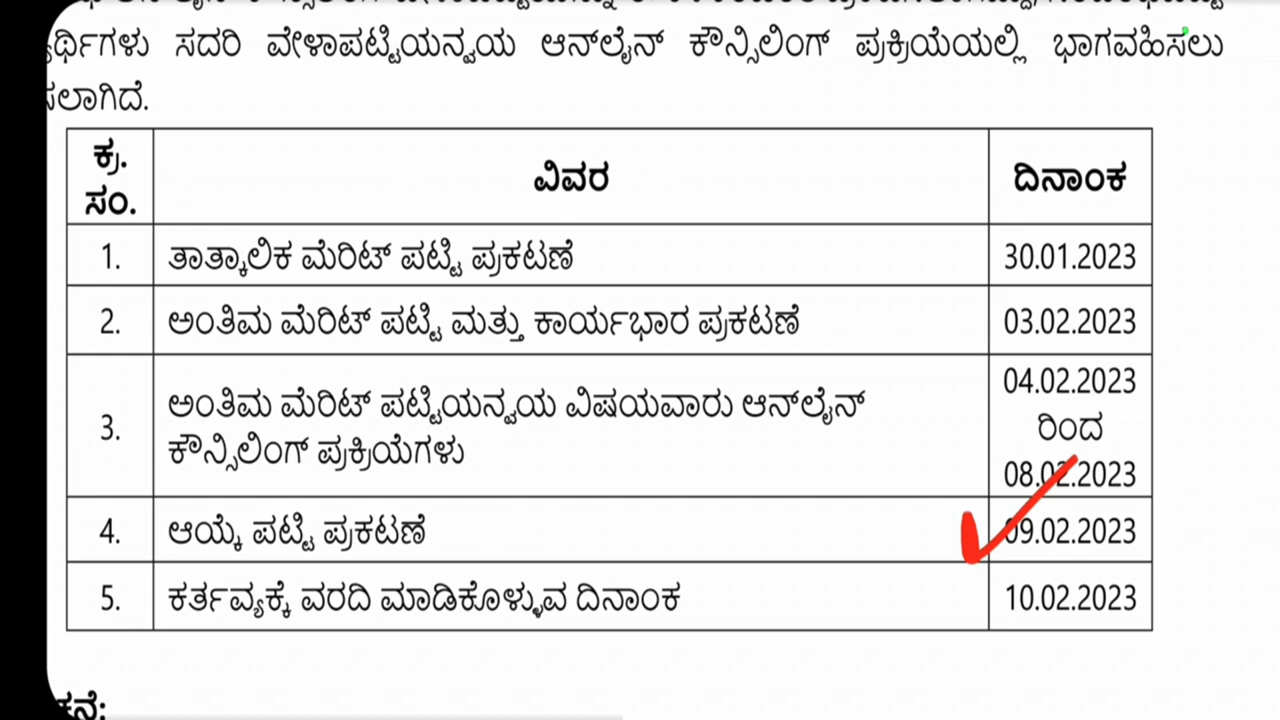 ಸದರಿ ವೇಳಾಪಟ್ಟಿಯನ್ವಯ ಆನ್‌ಲೈನ್ ಕೌನ್ಸಿಲಿಂಗ್ ಪ್ರಕ್ರಿಯೆಯಲ್ಲಿ ಭಾಗವಹಿಸಲು
ಕ್ರ.
ಸಂ.
ವಿವರ
ದಿನಾಂಕ
1. ತಾತ್ಕಾಲಿಕ ಮೆರಿಟ್ ಪಟ್ಟಿ ಪ್ರಕಟಣೆ 30.01.2023
2. ಅಂತಿಮ ಮೆರಿಟ್ ಪಟ್ಟಿ ಮತ್ತು ಕಾರ್ಯಭಾರ ಪ್ರಕಟಣೆ 03.02.2023
3. ಅಂತಿಮ ಮೆರಿಟ್ ಪಟ್ಟಿಯನ್ವಯ ವಿಷಯವಾರು ಆನ್‌ಲೈನ್
ಕೌನ್ಸಿಲಿಂಗ್ ಪ್ರಕ್ರಿಯೆಗಳು
04.02.2023
ರಿಂದ
08.02.2023
4. ಆಯ್ಕೆ ಪಟ್ಟಿ ಪ್ರಕಟಣೆ 09.02.2023
5. ಕರ್ತವ್ಯಕ್ಕೆ ವರದಿ ಮಾಡಿಕೊಳ್ಳುವ ದಿನಾಂಕ 10.02.2023